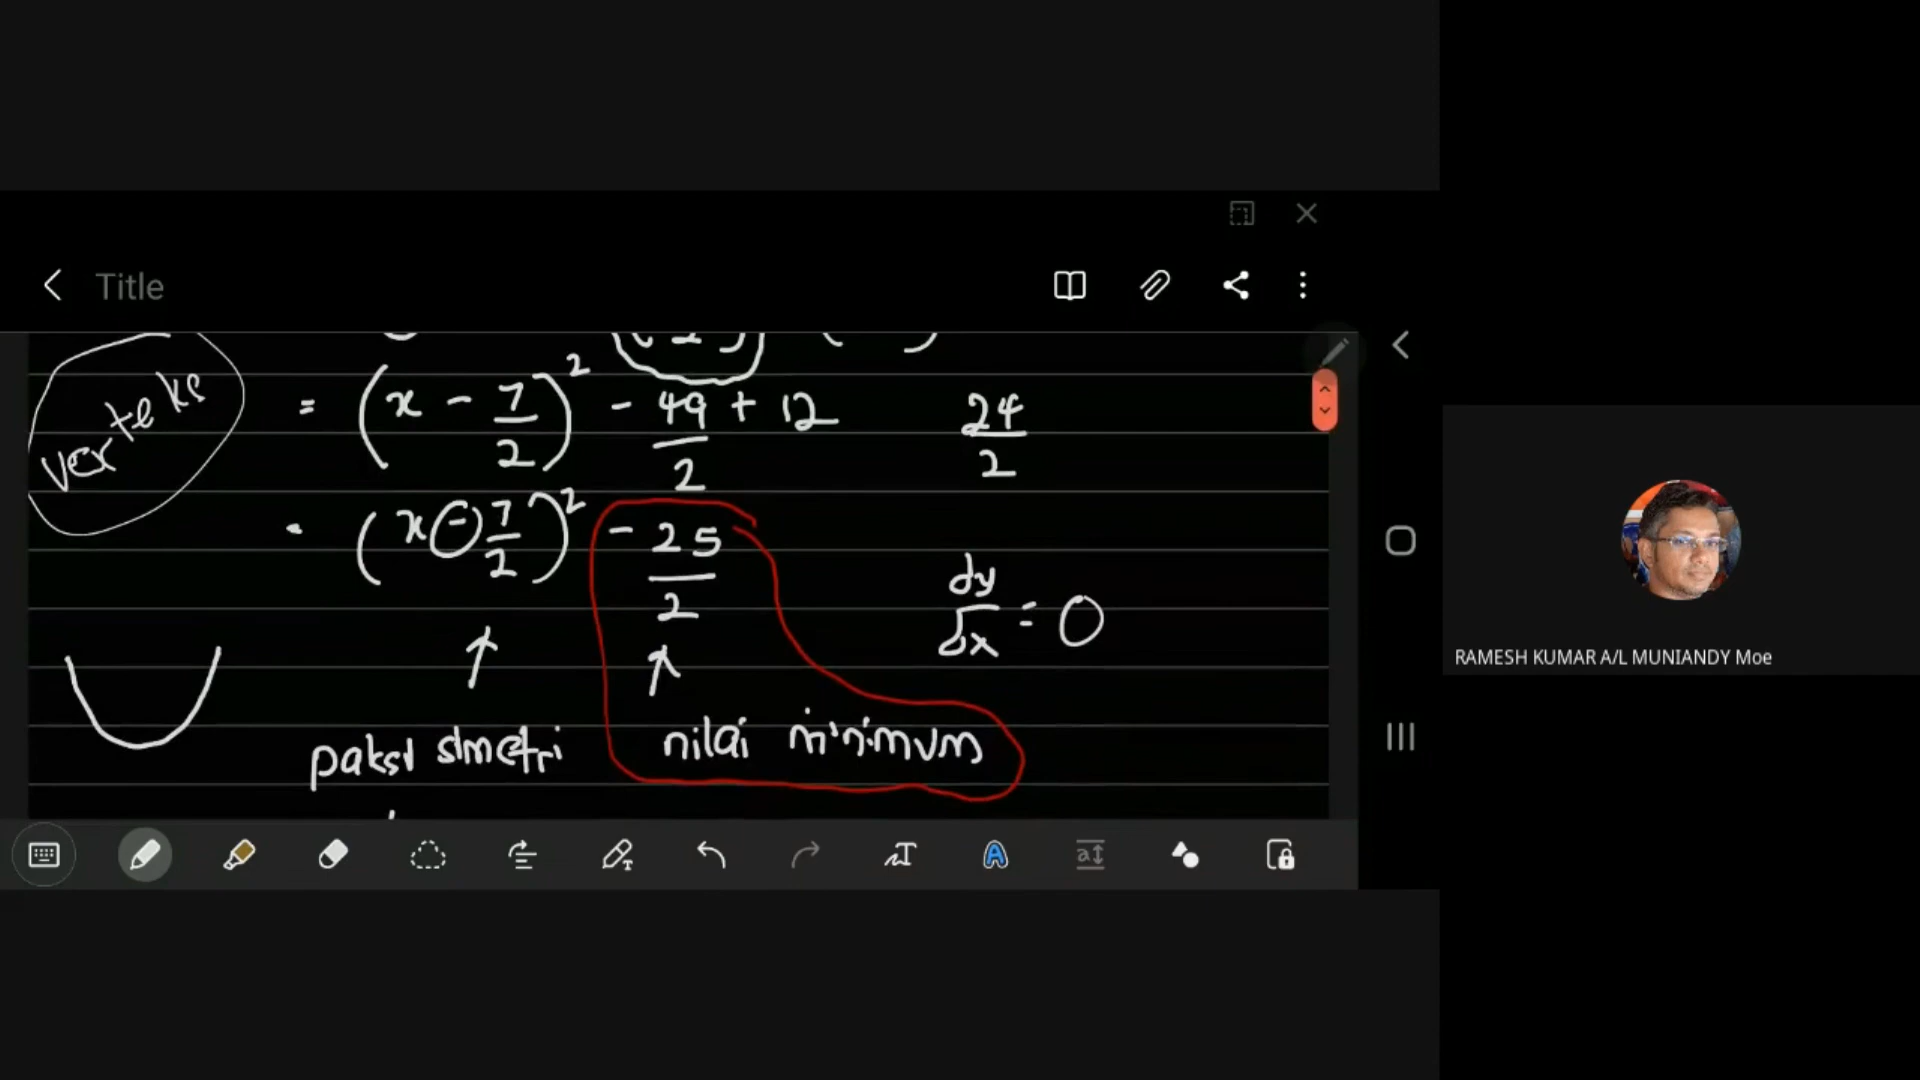 Title
verteks
= (x - 7/2)² - 49/2 + 12
24/2
= (x - 7/2)² - 25/2
dy/dx = 0
paksi simetri
nilai minimum
RAMESH KUMAR A/L MUNIANDY Moe